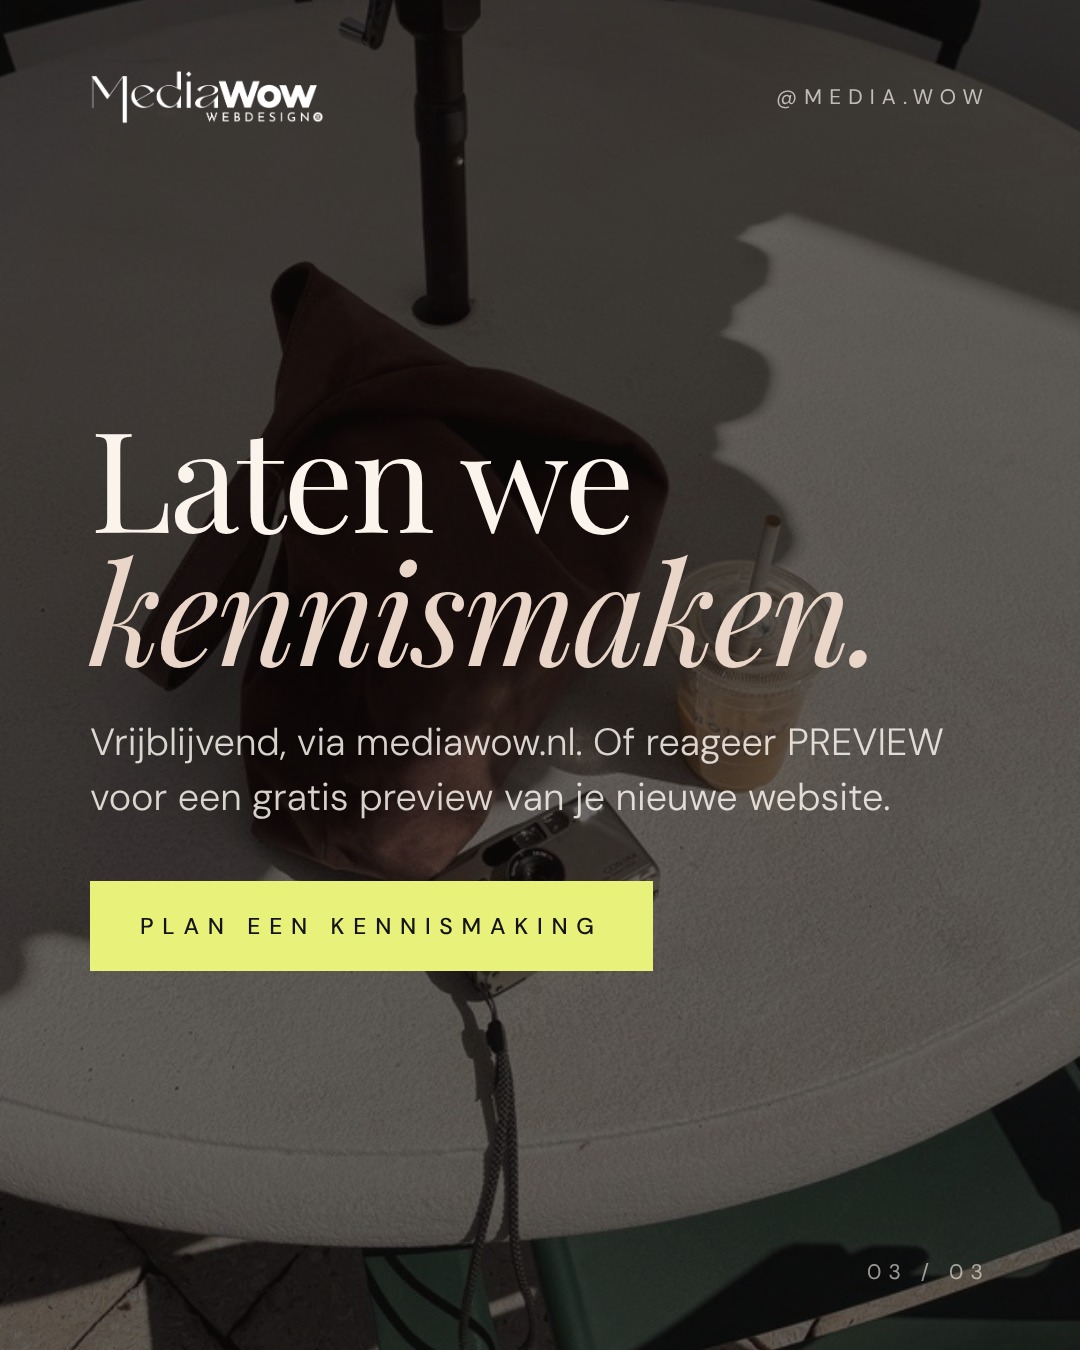 MediaWow
WEBDESIGN
@MEDIA.WOW
Laten we
kennismaken.
Vrijblijvend, via mediawow.nl. Of reageer PREVIEW
voor een gratis preview van je nieuwe website.
PLAN EEN KENNISMAKING
03 / 03